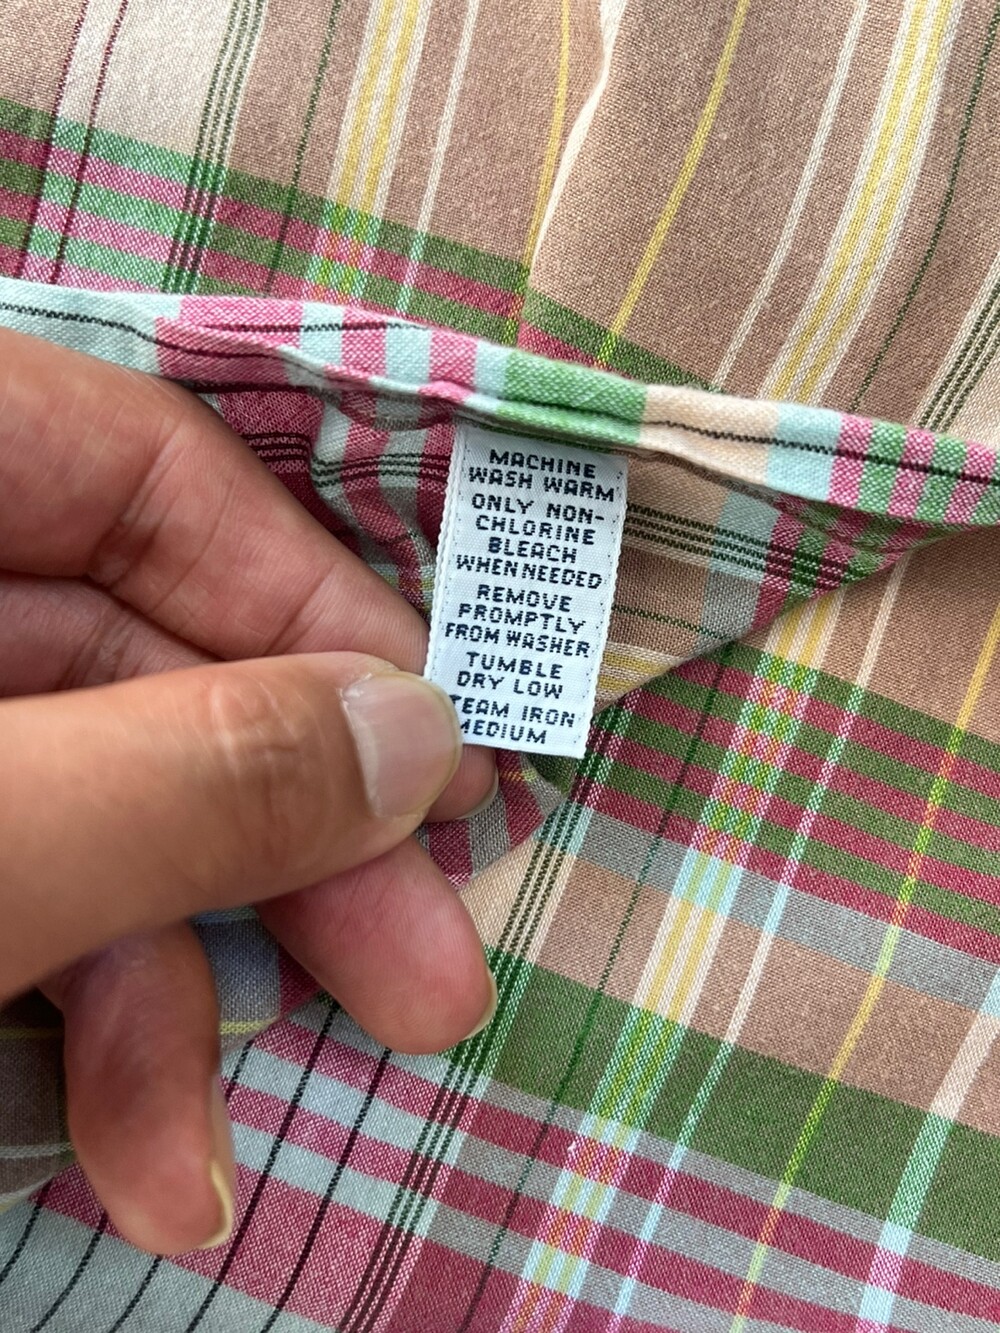 MACHINE
WASH WARM
ONLY NON-
CHLORINE
BLEACH
WHEN NEEDED
REMOVE
PROMPTLY
FROM WASHER
TUMBLE
DRY LOW
TEAM IRON
MEDIUM